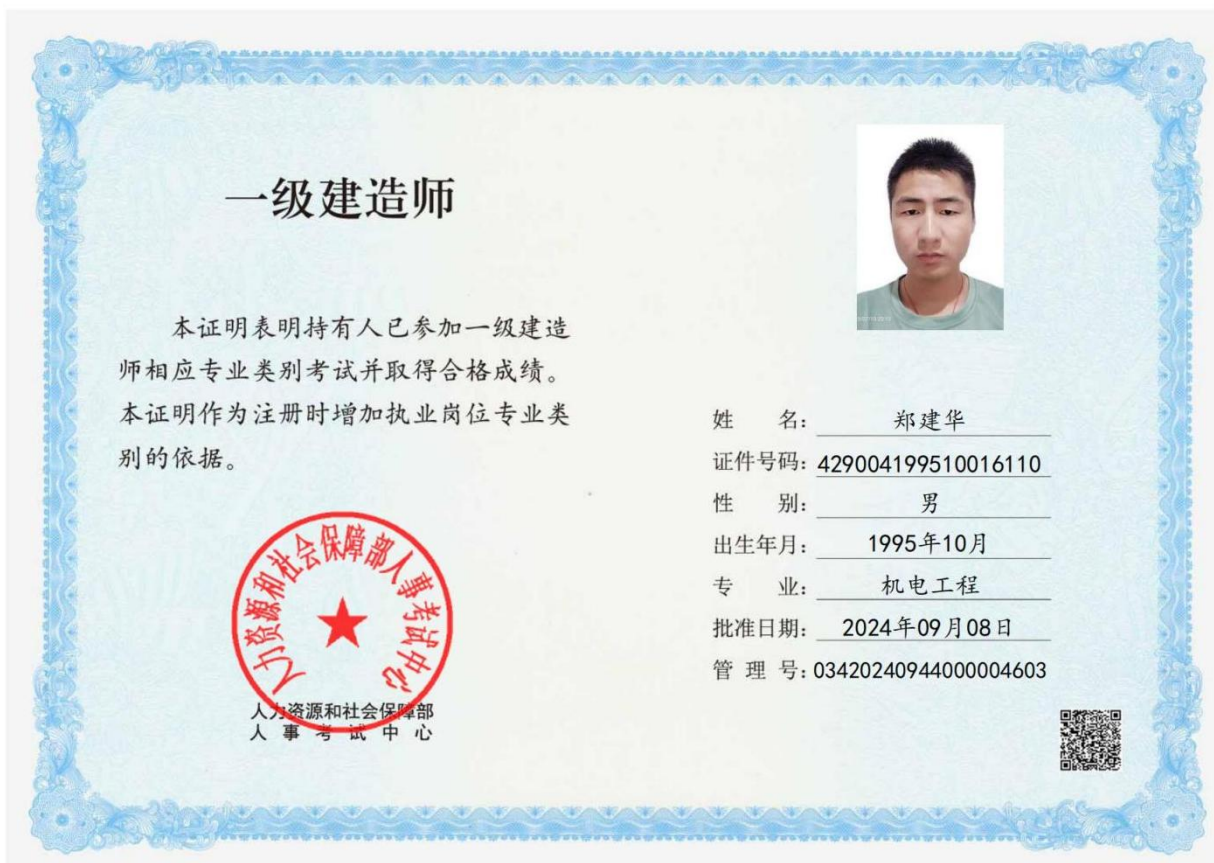 一级建造师
本证明表明持有人已参加一级建造
师相应专业类别考试并取得合格成绩。
本证明作为注册时增加执业岗位专业类
别的依据。
人力资源和社会保障部人事考试中心
人力资源和社会保障部
人事考试中心
姓 名: 郑建华
证件号码: 429004199510016110
性 别: 男
出生年月: 1995年10月
专 业: 机电工程
批准日期: 2024年09月08日
管 理 号: 03420240944000004603